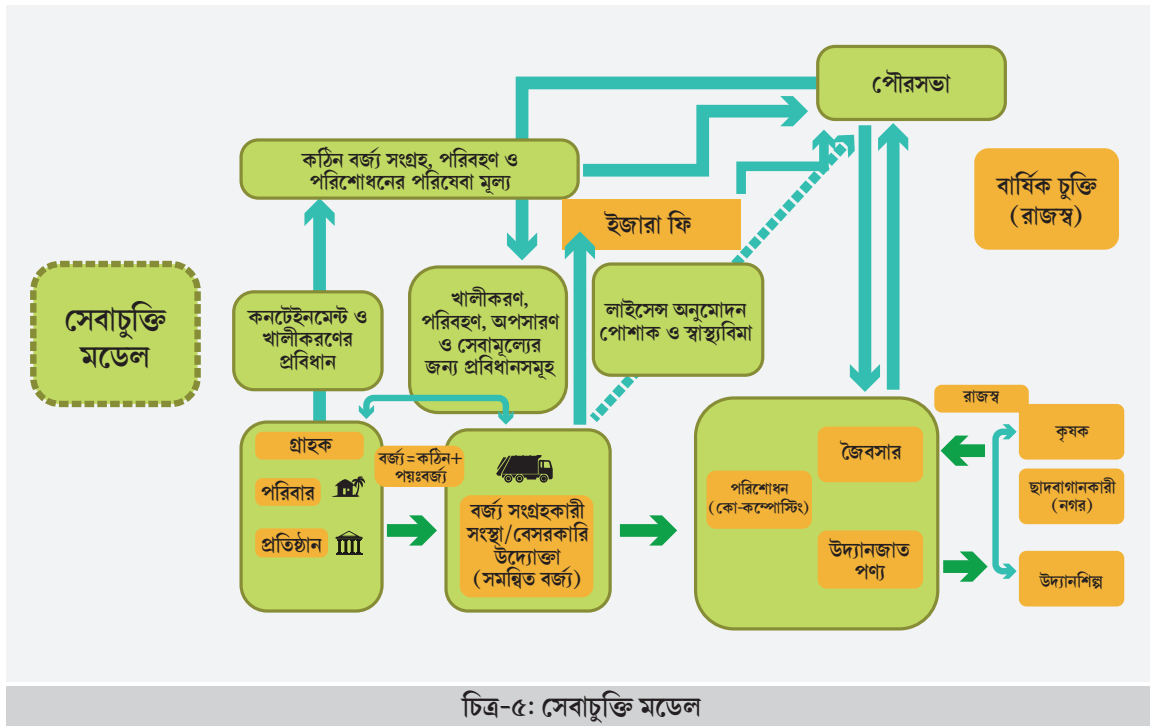 পৌরসভা
কঠিন বর্জ্য সংগ্রহ, পরিবহণ ও
পরিশোধনের পরিষেবা মূল্য
বার্ষিক চুক্তি
(রাজস্ব)
ইজারা ফি
সেবাচুক্তি
মডেল
কনটেইনমেন্ট ও
খালীকরণের
প্রবিধান
খালীকরণ,
পরিবহণ, অপসারণ
ও সেবামূল্যের
জন্য প্রবিধানসমূহ
লাইসেন্স অনুমোদন
পোশাক ও স্বাস্থ্যবিমা
গ্রাহক
পরিবার
প্রতিষ্ঠান
বর্জ্য=কঠিন+
পয়ঃবর্জ্য
বর্জ্য সংগ্রহকারী
সংস্থা/বেসরকারি
উদ্যোক্তা
(সমন্বিত বর্জ্য)
পরিশোধন
(কো-কম্পোস্টিং)
জৈবসার
উদ্যানজাত
পণ্য
রাজস্ব
কৃষক
ছাদবাগানকারী
(নগর)
উদ্যানশিল্প
চিত্র-৫: সেবাচুক্তি মডেল